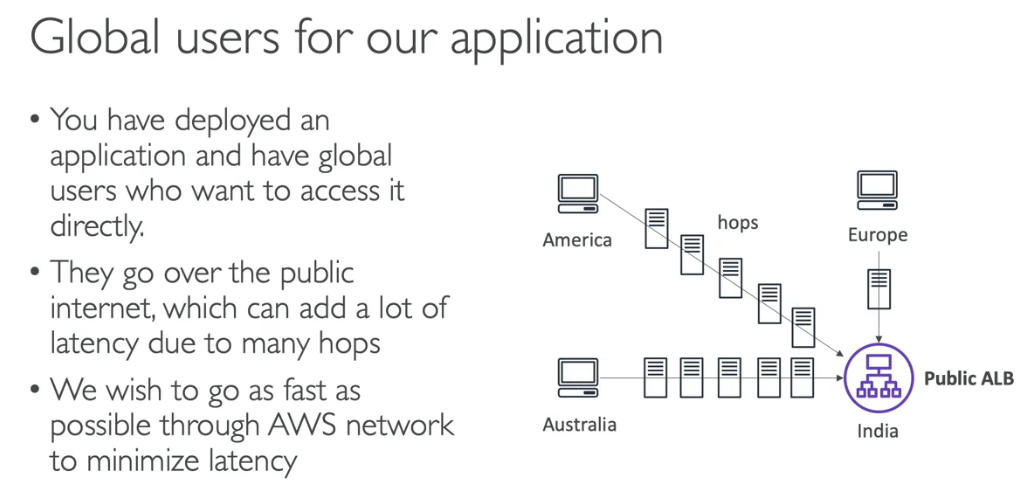 Global users for our application
• You have deployed an
application and have global
users who want to access it
directly.
• They go over the public
internet, which can add a lot of
latency due to many hops
• We wish to go as fast as
possible through AWS network
to minimize latency
America
hops
Europe
Australia
Public ALB
India